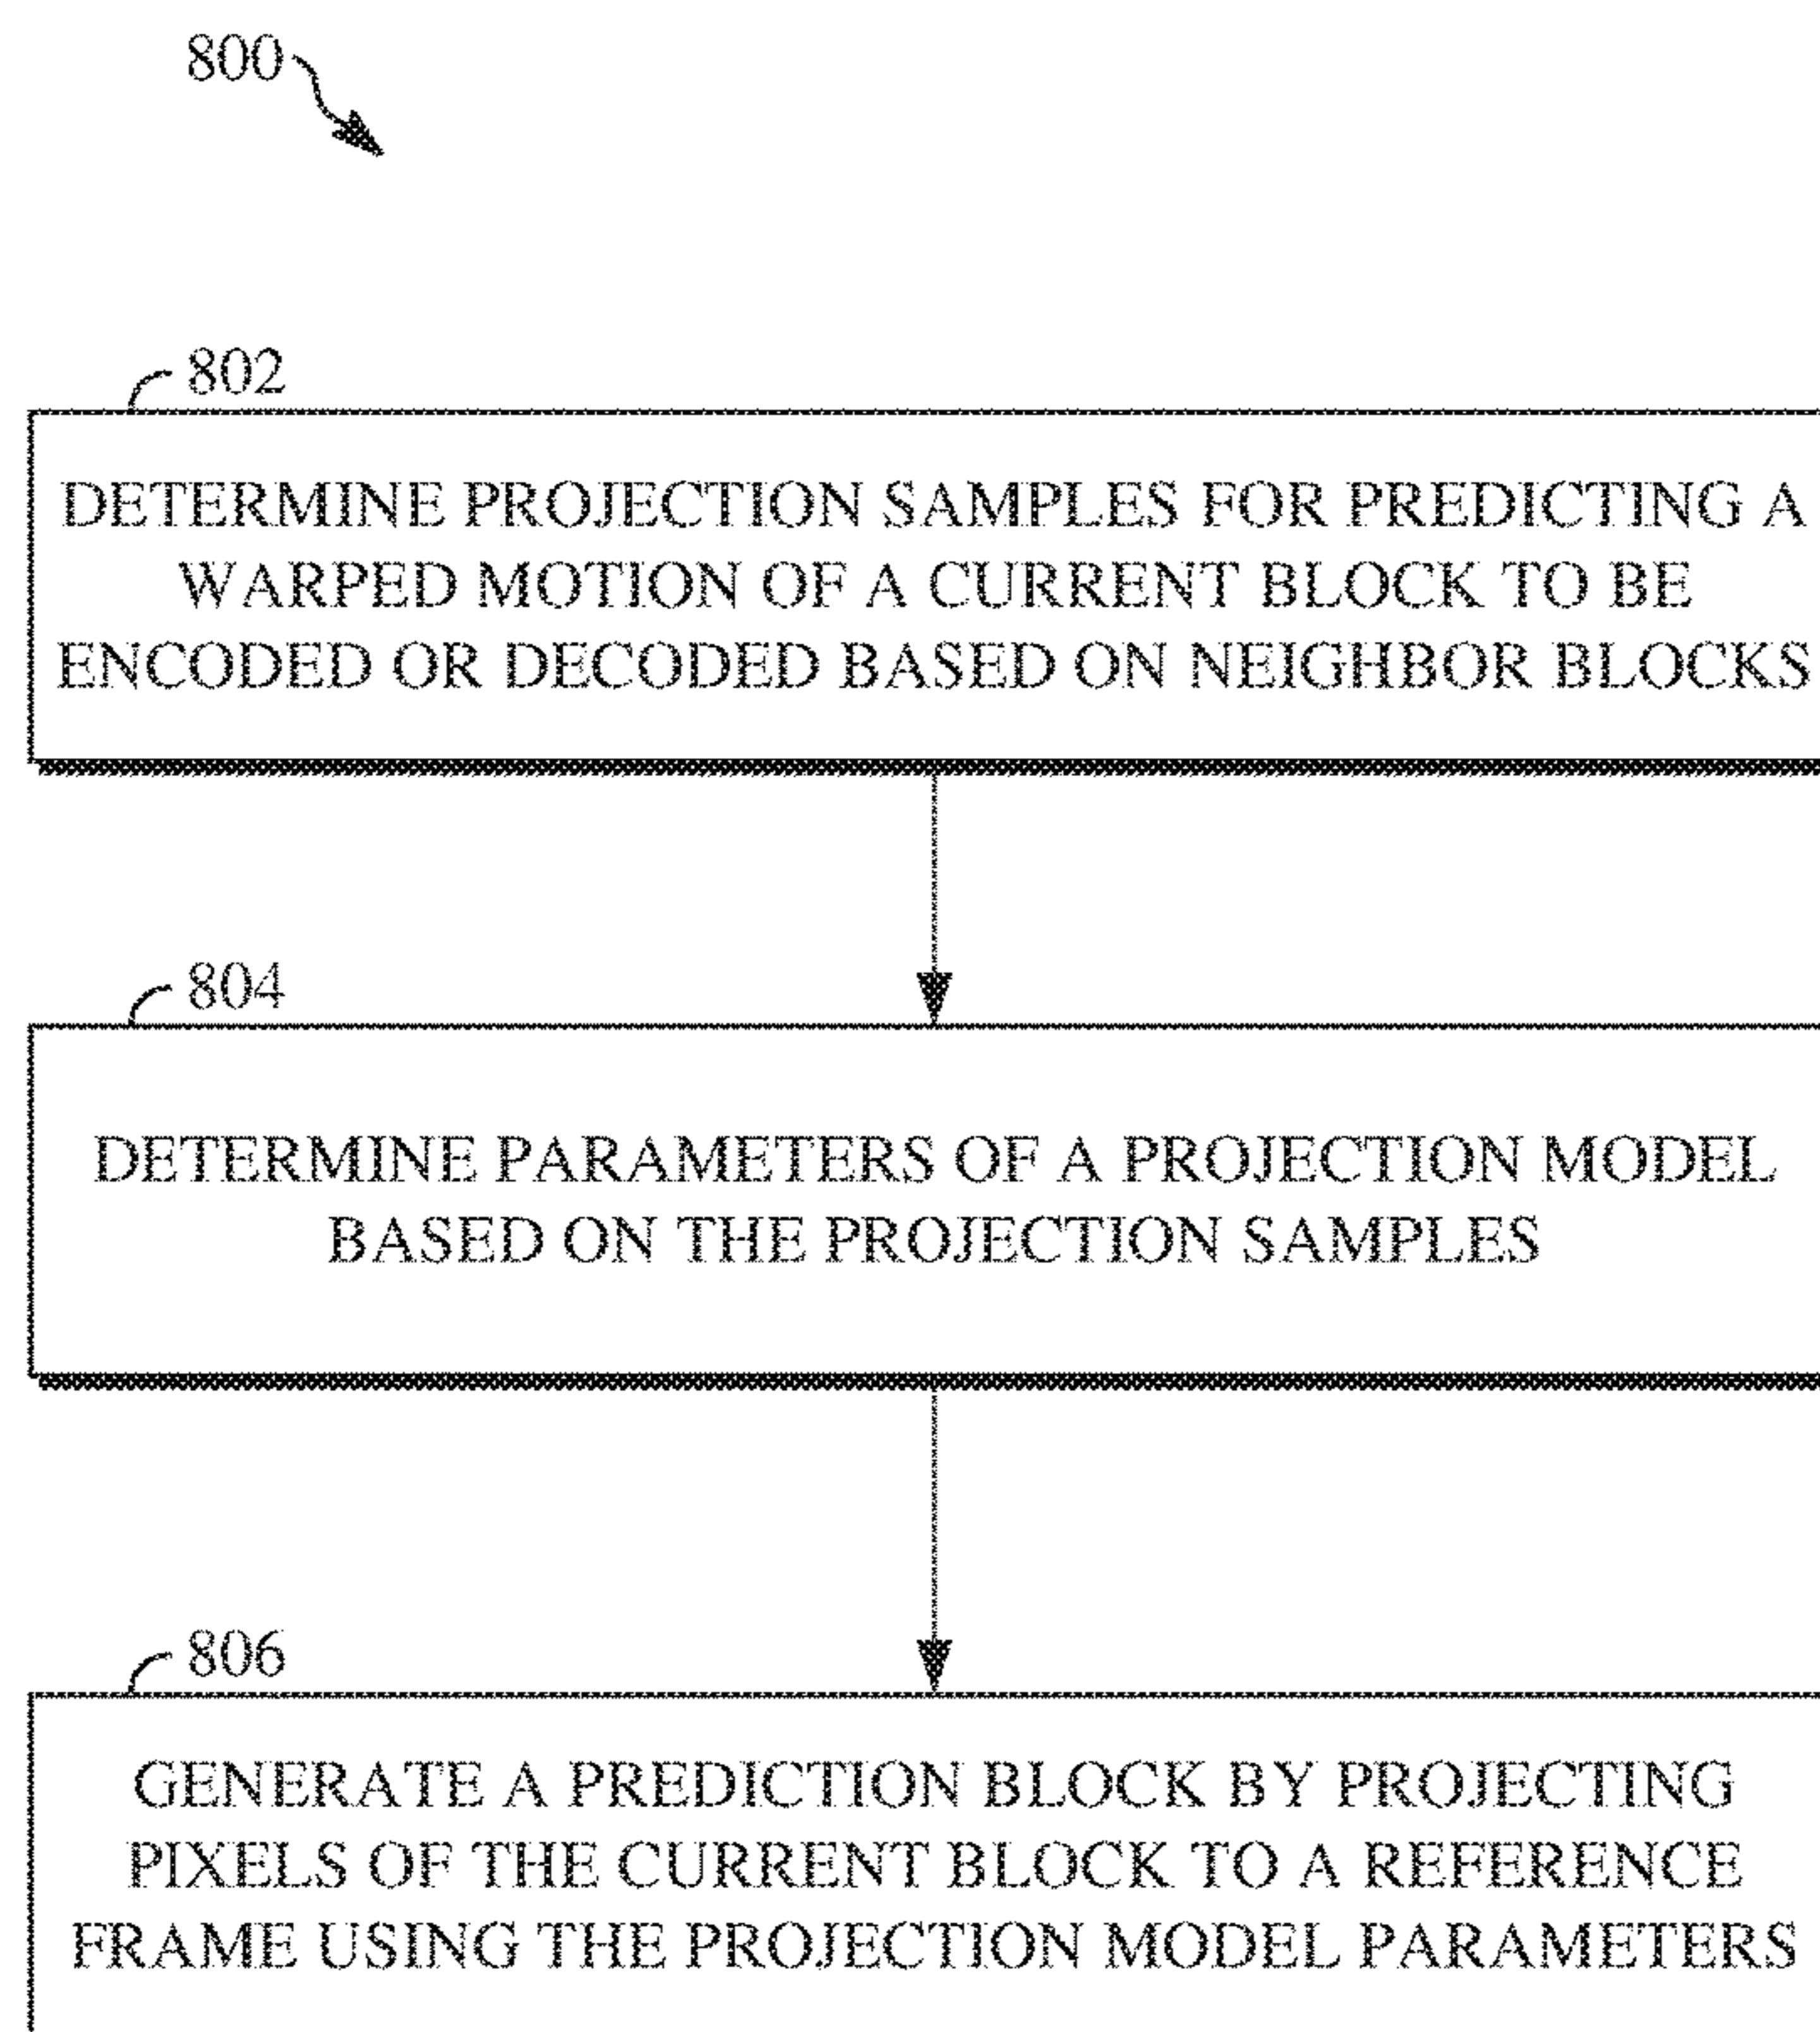 800
802
DETERMINE PROJECTION SAMPLES FOR PREDICTING A
WARPED MOTION OF A CURRENT BLOCK TO BE
ENCODED OR DECODED BASED ON NEIGHBOR BLOCKS
804
DETERMINE PARAMETERS OF A PROJECTION MODEL
BASED ON THE PROJECTION SAMPLES
806
GENERATE A PREDICTION BLOCK BY PROJECTING
PIXELS OF THE CURRENT BLOCK TO A REFERENCE
FRAME USING THE PROJECTION MODEL PARAMETERS